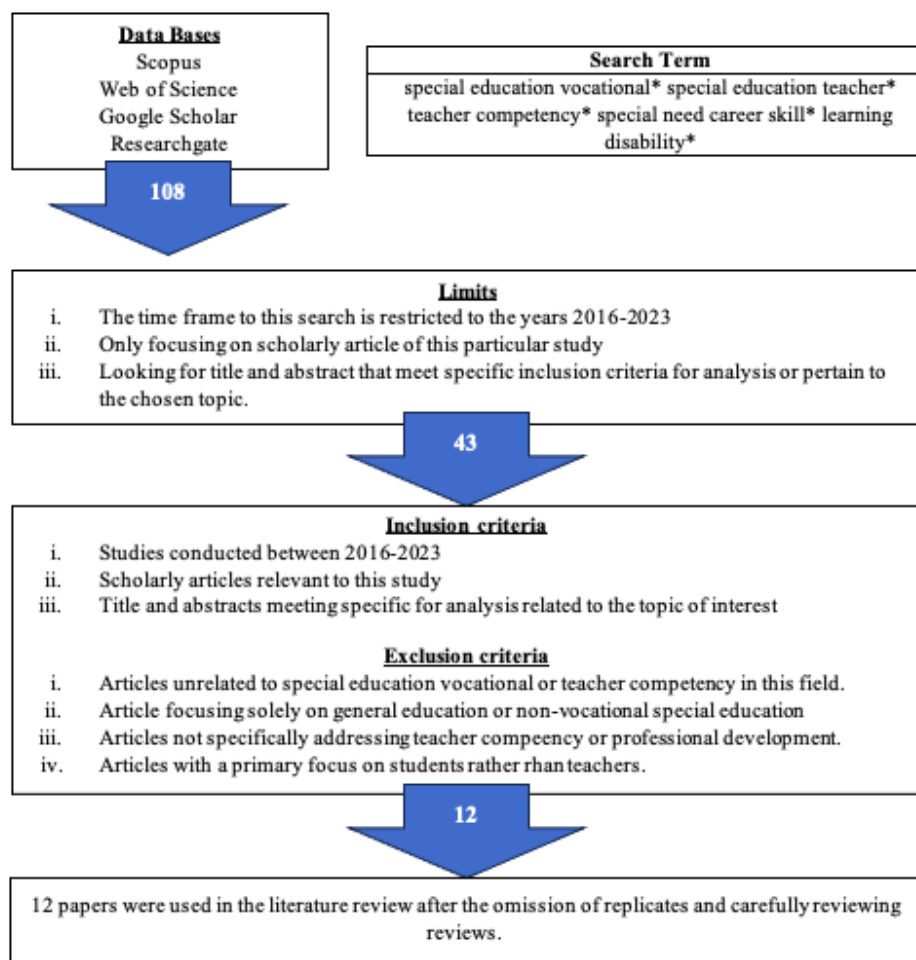 Data Bases
Scopus
Web of Science
Google Scholar
Researchgate
Search Term
special education vocational* special education teacher*
teacher competency* special need career skill* learning
disability*
108
Limits
i. The time frame to this search is restricted to the years 2016-2023
ii. Only focusing on scholarly article of this particular study
iii. Looking for title and abstract that meet specific inclusion criteria for analysis or pertain to
the chosen topic.
43
Inclusion criteria
i. Studies conducted between 2016-2023
ii. Scholarly articles relevant to this study
iii. Title and abstracts meeting specific for analysis related to the topic of interest
Exclusion criteria
i. Articles unrelated to special education vocational or teacher competency in this field.
ii. Article focusing solely on general education or non-vocational special education
iii. Articles not specifically addressing teacher compeency or professional development.
iv. Articles with a primary focus on students rather rhan teachers.
12
12 papers were used in the literature review after the omission of replicates and carefully reviewing
reviews.